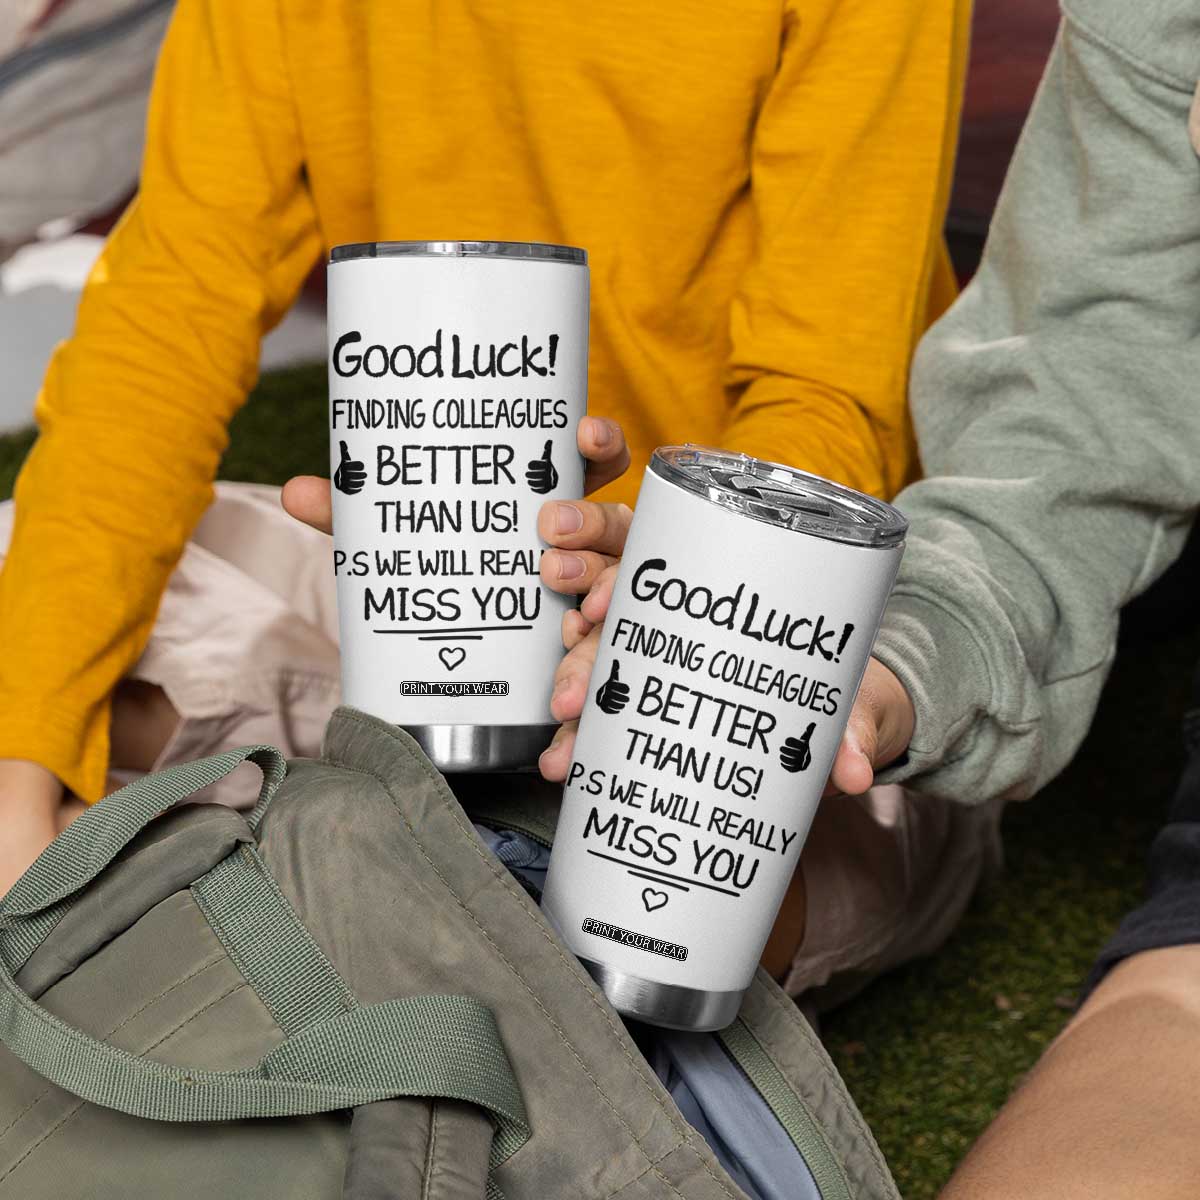 Good Luck!
FINDING COLLEAGUES
BETTER
THAN US!
P.S WE WILL REAL
MISS YOU
PRINT YOUR WEAR
Good Luck!
FINDING COLLEAGUES
BETTER
THAN US!
P.S WE WILL REALLY
MISS YOU
PRINT YOUR WEAR